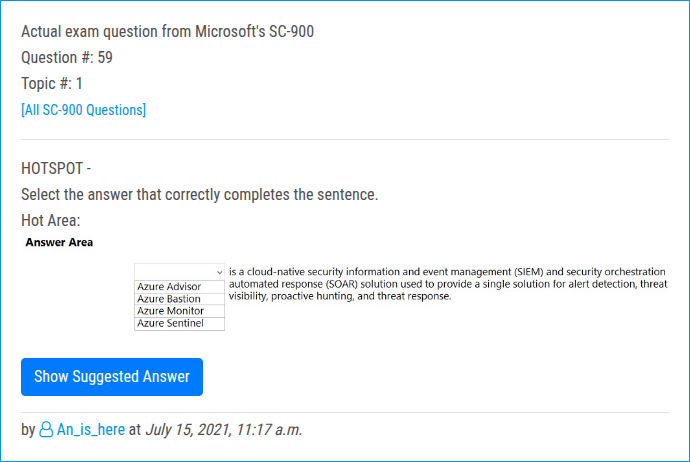 Actual exam question from Microsoft's SC-900
Question #: 59
Topic #: 1
[All SC-900 Questions]
HOTSPOT -
Select the answer that correctly completes the sentence.
Hot Area:
Answer Area
is a cloud-native security information and event management (SIEM) and security orchestration
automated response (SOAR) solution used to provide a single solution for alert detection, threat
visibility, proactive hunting, and threat response.
Azure Advisor
Azure Bastion
Azure Monitor
Azure Sentinel
Show Suggested Answer
by An_is_here at July 15, 2021, 11:17 a.m.